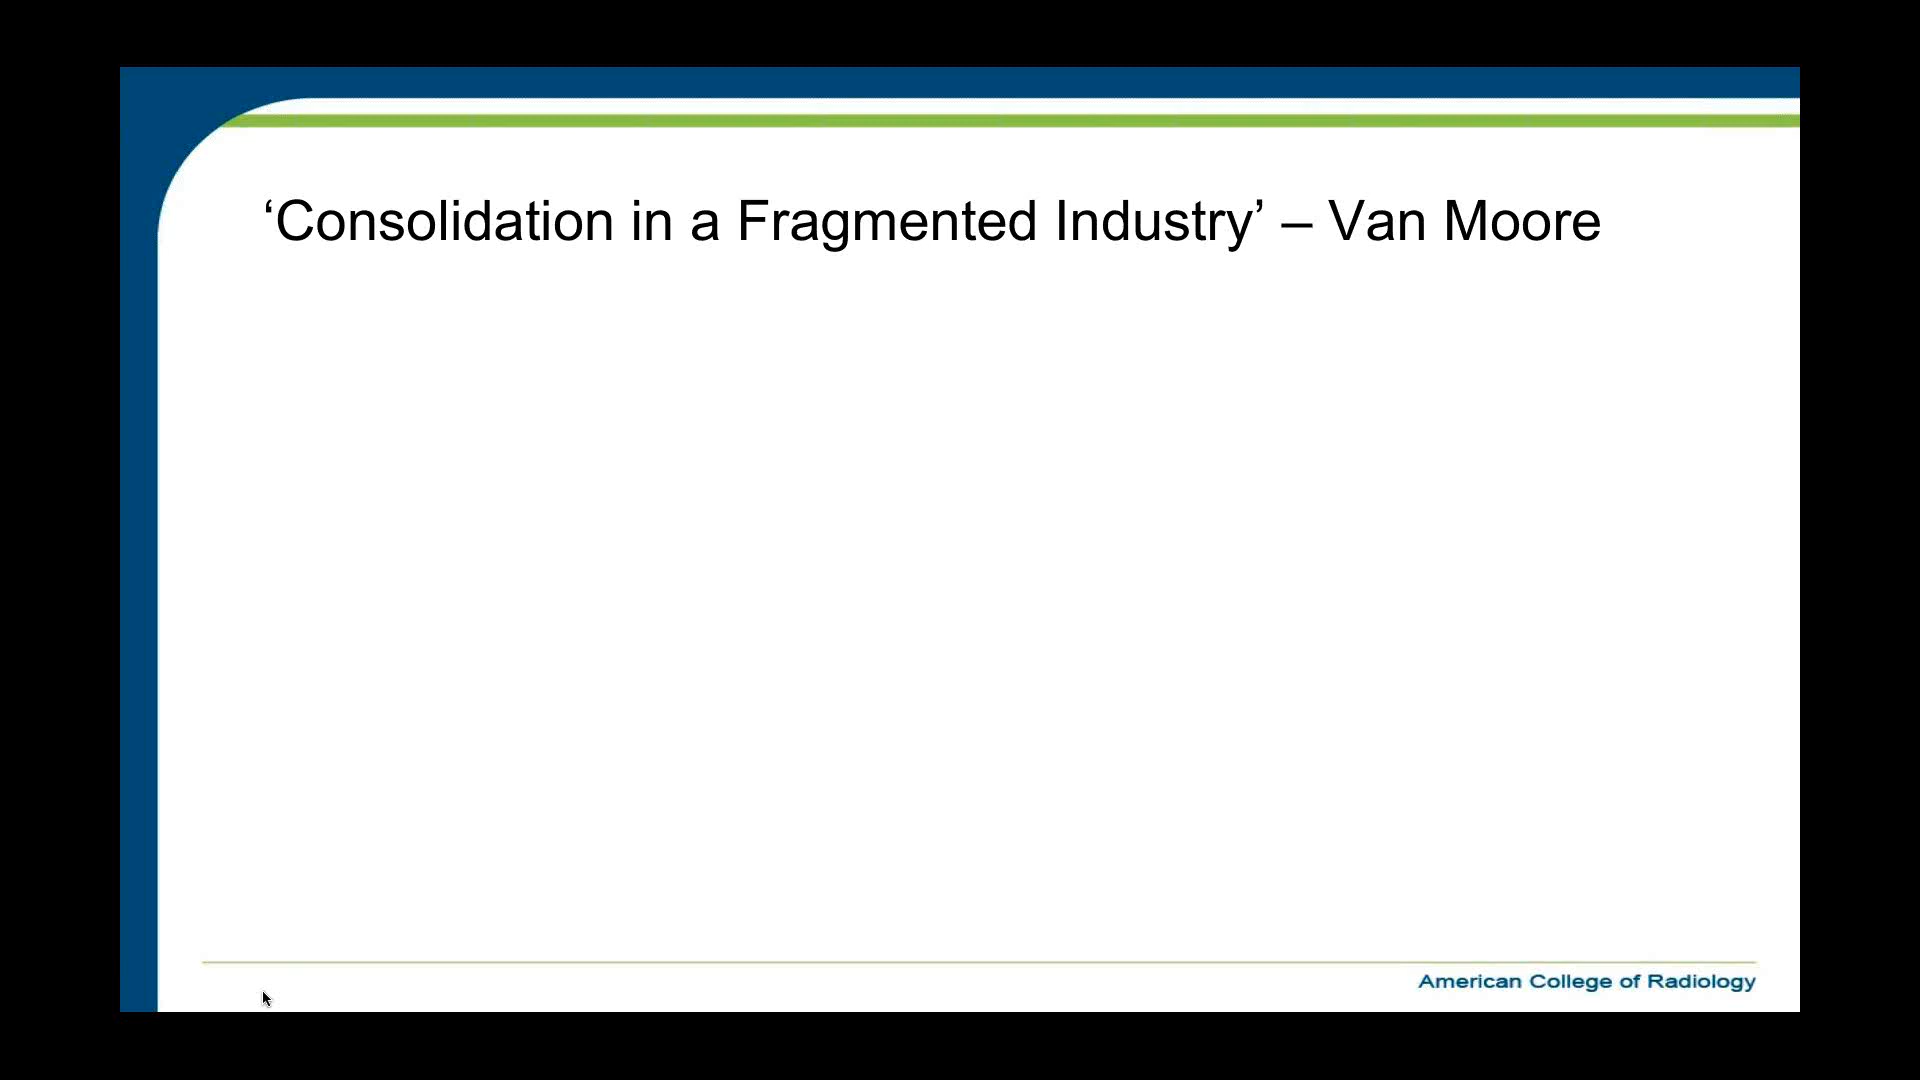 ‘Consolidation in a Fragmented Industry’ – Van Moore
American College of Radiology